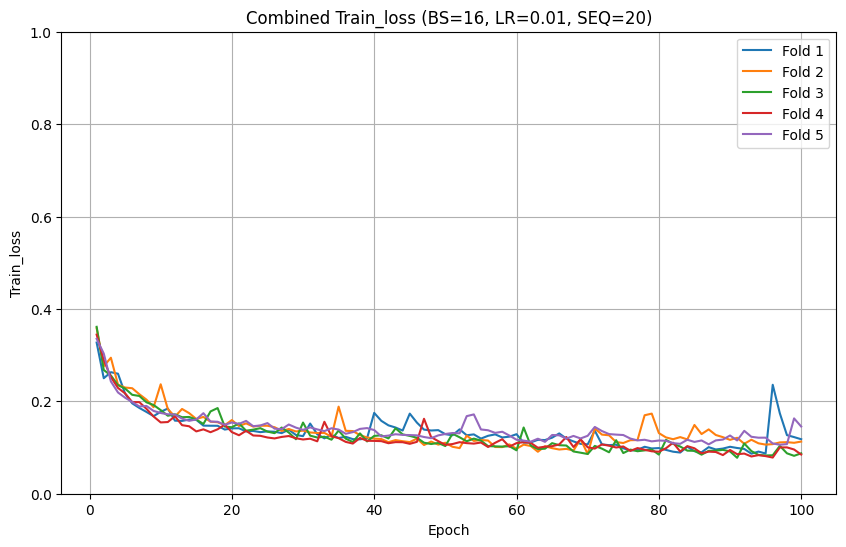 Combined Train_loss (BS=16, LR=0.01, SEQ=20)
Train_loss
1.0
0.8
0.6
0.4
0.2
0.0
Fold 1
Fold 2
Fold 3
Fold 4
Fold 5
0 20 40 60 80 100
Epoch